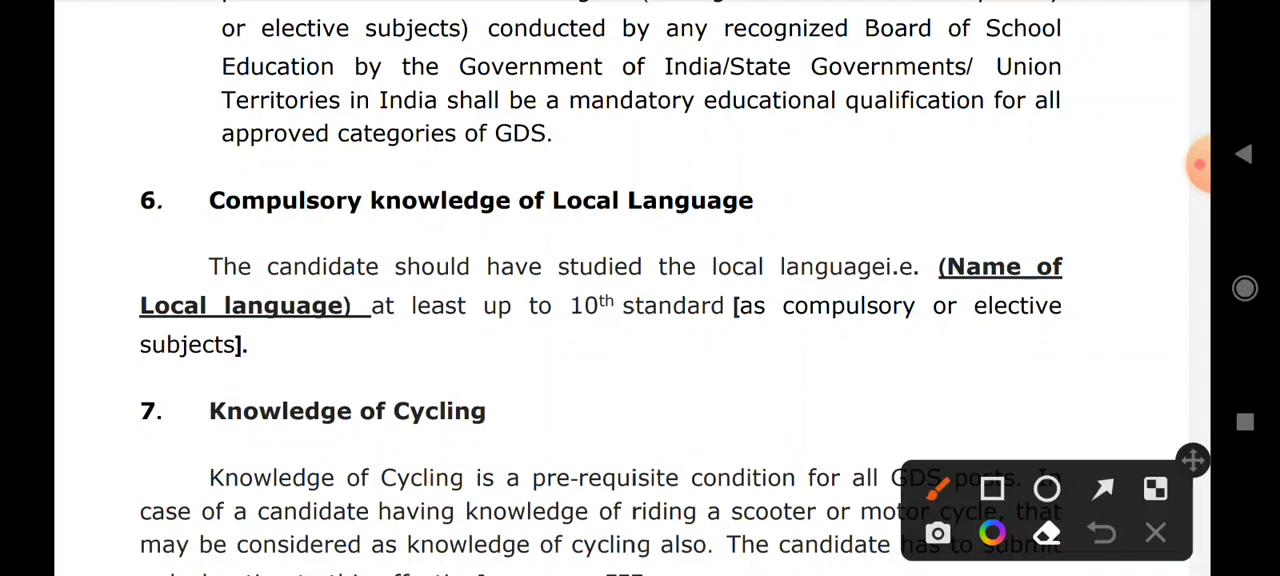 or elective subjects) conducted by any recognized Board of School
Education by the Government of India/State Governments/ Union
Territories in India shall be a mandatory educational qualification for all
approved categories of GDS.
6. Compulsory knowledge of Local Language
The candidate should have studied the local languagei.e. (Name of
Local language) at least up to 10th standard [as compulsory or elective
subjects].
7. Knowledge of Cycling
Knowledge of Cycling is a pre-requisite condition for all GDS posts. In
case of a candidate having knowledge of riding a scooter or motor cycle, that
may be considered as knowledge of cycling also. The candidate has to submit